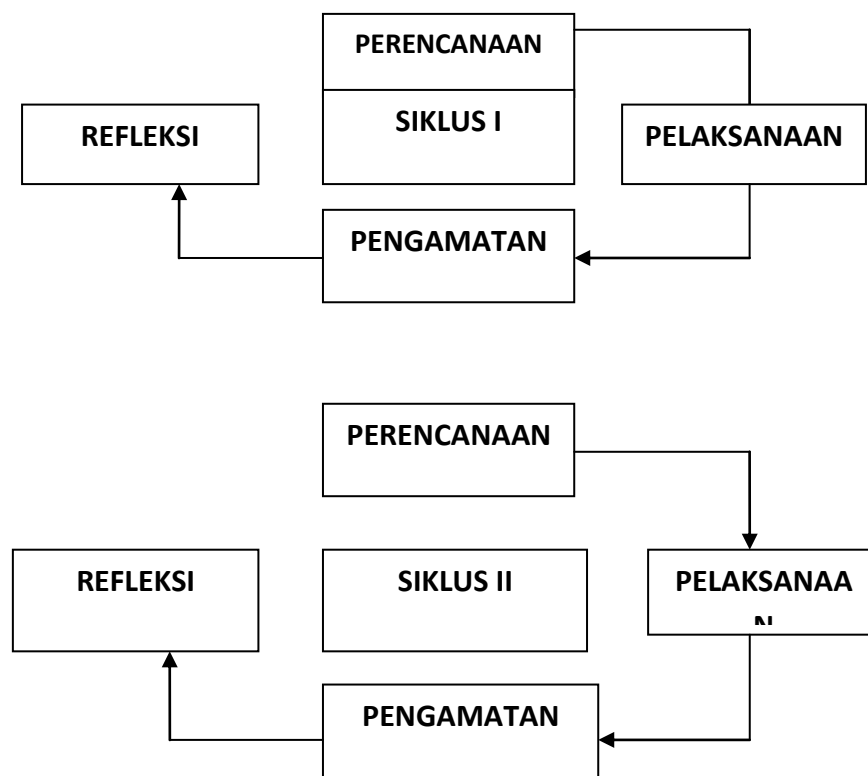 PERENCANAAN
REFLEKSI
SIKLUS I
PELAKSANAAN
PENGAMATAN
PERENCANAAN
REFLEKSI
SIKLUS II
PELAKSANAA
N
PENGAMATAN